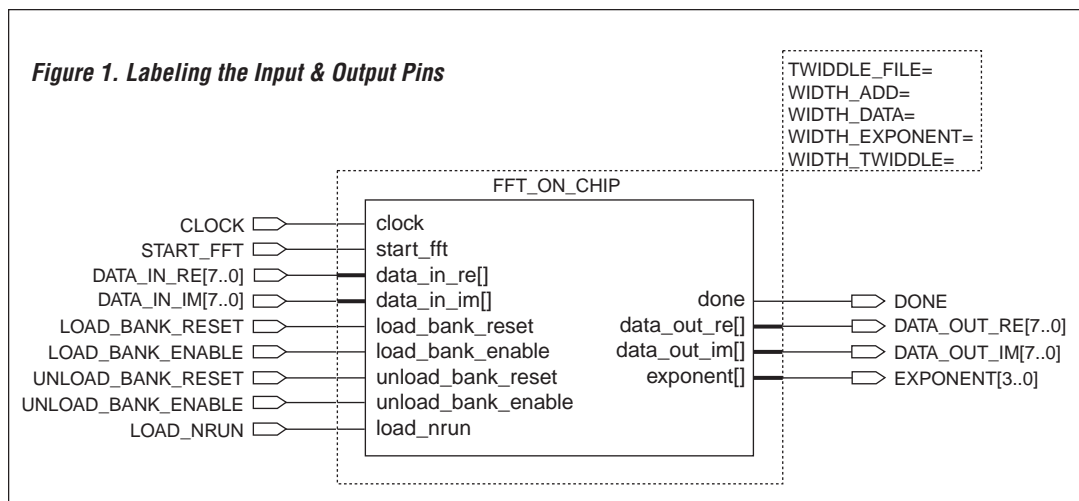 Figure 1. Labeling the Input & Output Pins
TWIDDLE_FILE=
WIDTH_ADD=
WIDTH_DATA=
WIDTH_EXPONENT=
WIDTH_TWIDDLE=
FFT_ON_CHIP
CLOCK clock
START_FFT start_fft
DATA_IN_RE[7..0] data_in_re[]
DATA_IN_IM[7..0] data_in_im[] done DONE
LOAD_BANK_RESET load_bank_reset data_out_re[] DATA_OUT_RE[7..0]
LOAD_BANK_ENABLE load_bank_enable data_out_im[] DATA_OUT_IM[7..0]
UNLOAD_BANK_RESET unload_bank_reset exponent[] EXPONENT[3..0]
UNLOAD_BANK_ENABLE unload_bank_enable
LOAD_NRUN load_nrun